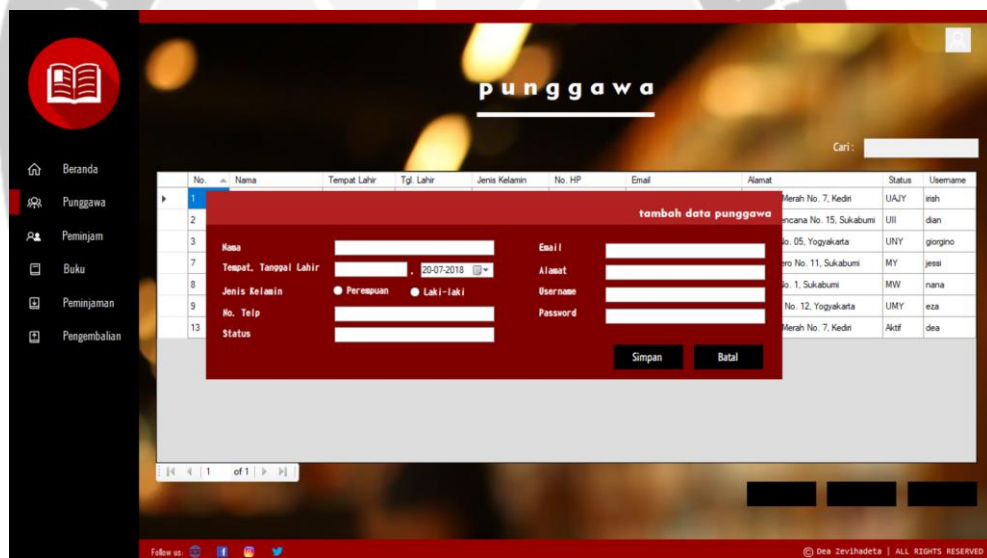 punggawa
Cari :
Beranda
Punggawa
Peminjam
Buku
Peminjaman
Pengembalian
No. Nama Tempat Lahir Tgl. Lahir Jenis Kelamin No. HP Email Alamat Status Username
1 Merah No. 7, Kediri UAJY irish
2 encana No. 15, Sukabumi UII dian
3 No. 05, Yogyakarta UNY giorgino
7 ero No. 11, Sukabumi MY jessi
8 No. 1, Sukabumi MW nana
9 No. 12, Yogyakarta UMY eza
13 Merah No. 7, Kediri Aktif dea
tambah data punggawa
Nama
Tempat, Tanggal Lahir , 20-07-2018
Jenis Kelamin Perempuan Laki-laki
No. Telp
Status
Email
Alamat
Username
Password
Simpan Batal
1 of 1
Follow us:
© Dea Zevihadeta | ALL RIGHTS RESERVED